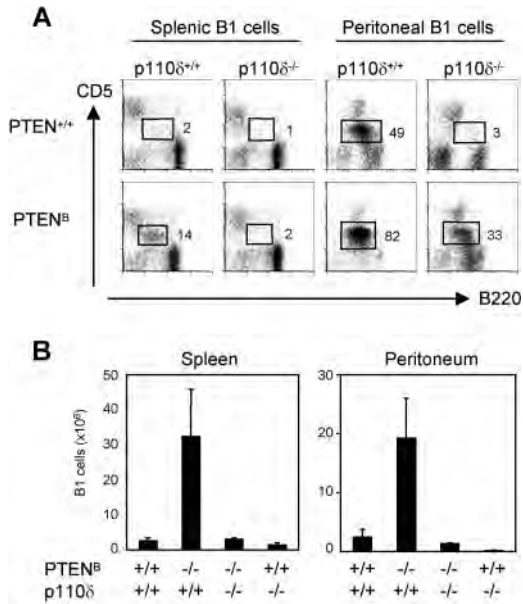 A
Splenic B1 cells Peritoneal B1 cells
p110δ+/+ p110δ-/- p110δ+/+ p110δ-/-
CD5
PTEN+/+ 2 1 49 3
PTENB 14 2 82 33
B220
B
Spleen Peritoneum
50 30
40
30 20
20 10
10
0 0
B1 cells (x10⁶)
PTENB +/+ -/- -/- +/+ +/+ -/- -/- +/+
p110δ +/+ +/+ -/- -/- +/+ +/+ -/- -/-